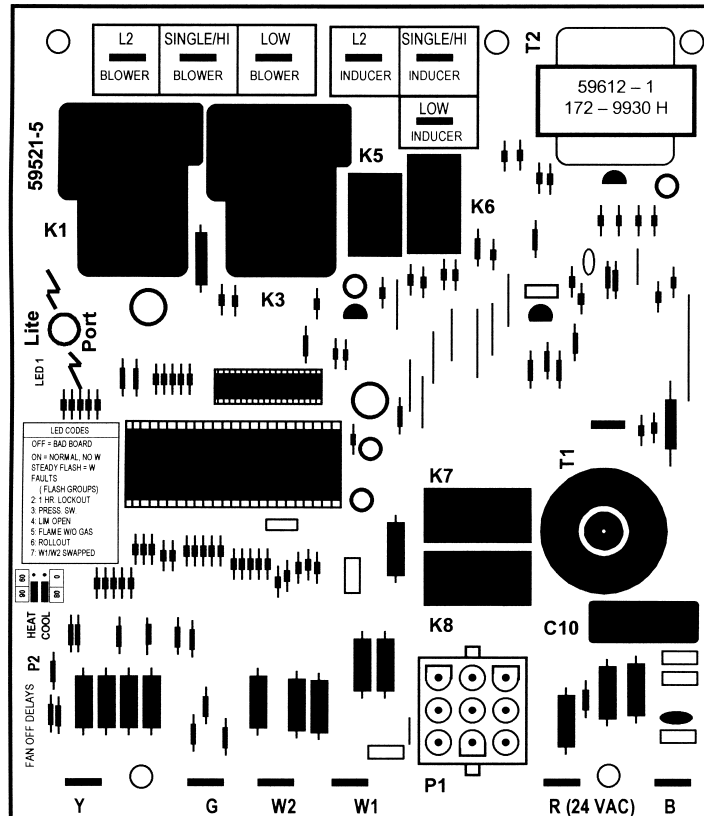 L2 SINGLE/HI LOW L2 SINGLE/HI
BLOWER BLOWER BLOWER INDUCER INDUCER
LOW
INDUCER
T2
59612 – 1
172 – 9930 H
59521-5
K1
K3
K5
K6
Lite
Port
LED 1
LED CODES
OFF = BAD BOARD
ON = NORMAL, NO W
STEADY FLASH = W
FAULTS
( FLASH GROUPS)
2: 1 HR. LOCKOUT
3: PRESS. SW
4: LIM OPEN
5: FLAME W/O GAS
6: ROLLOUT
7: W1/W2 SWAPPED
K7
T1
K8
C10
90 60
80 0
HEAT
COOL
P2
FAN OFF DELAYS
P1
Y G W2 W1 R (24 VAC) B